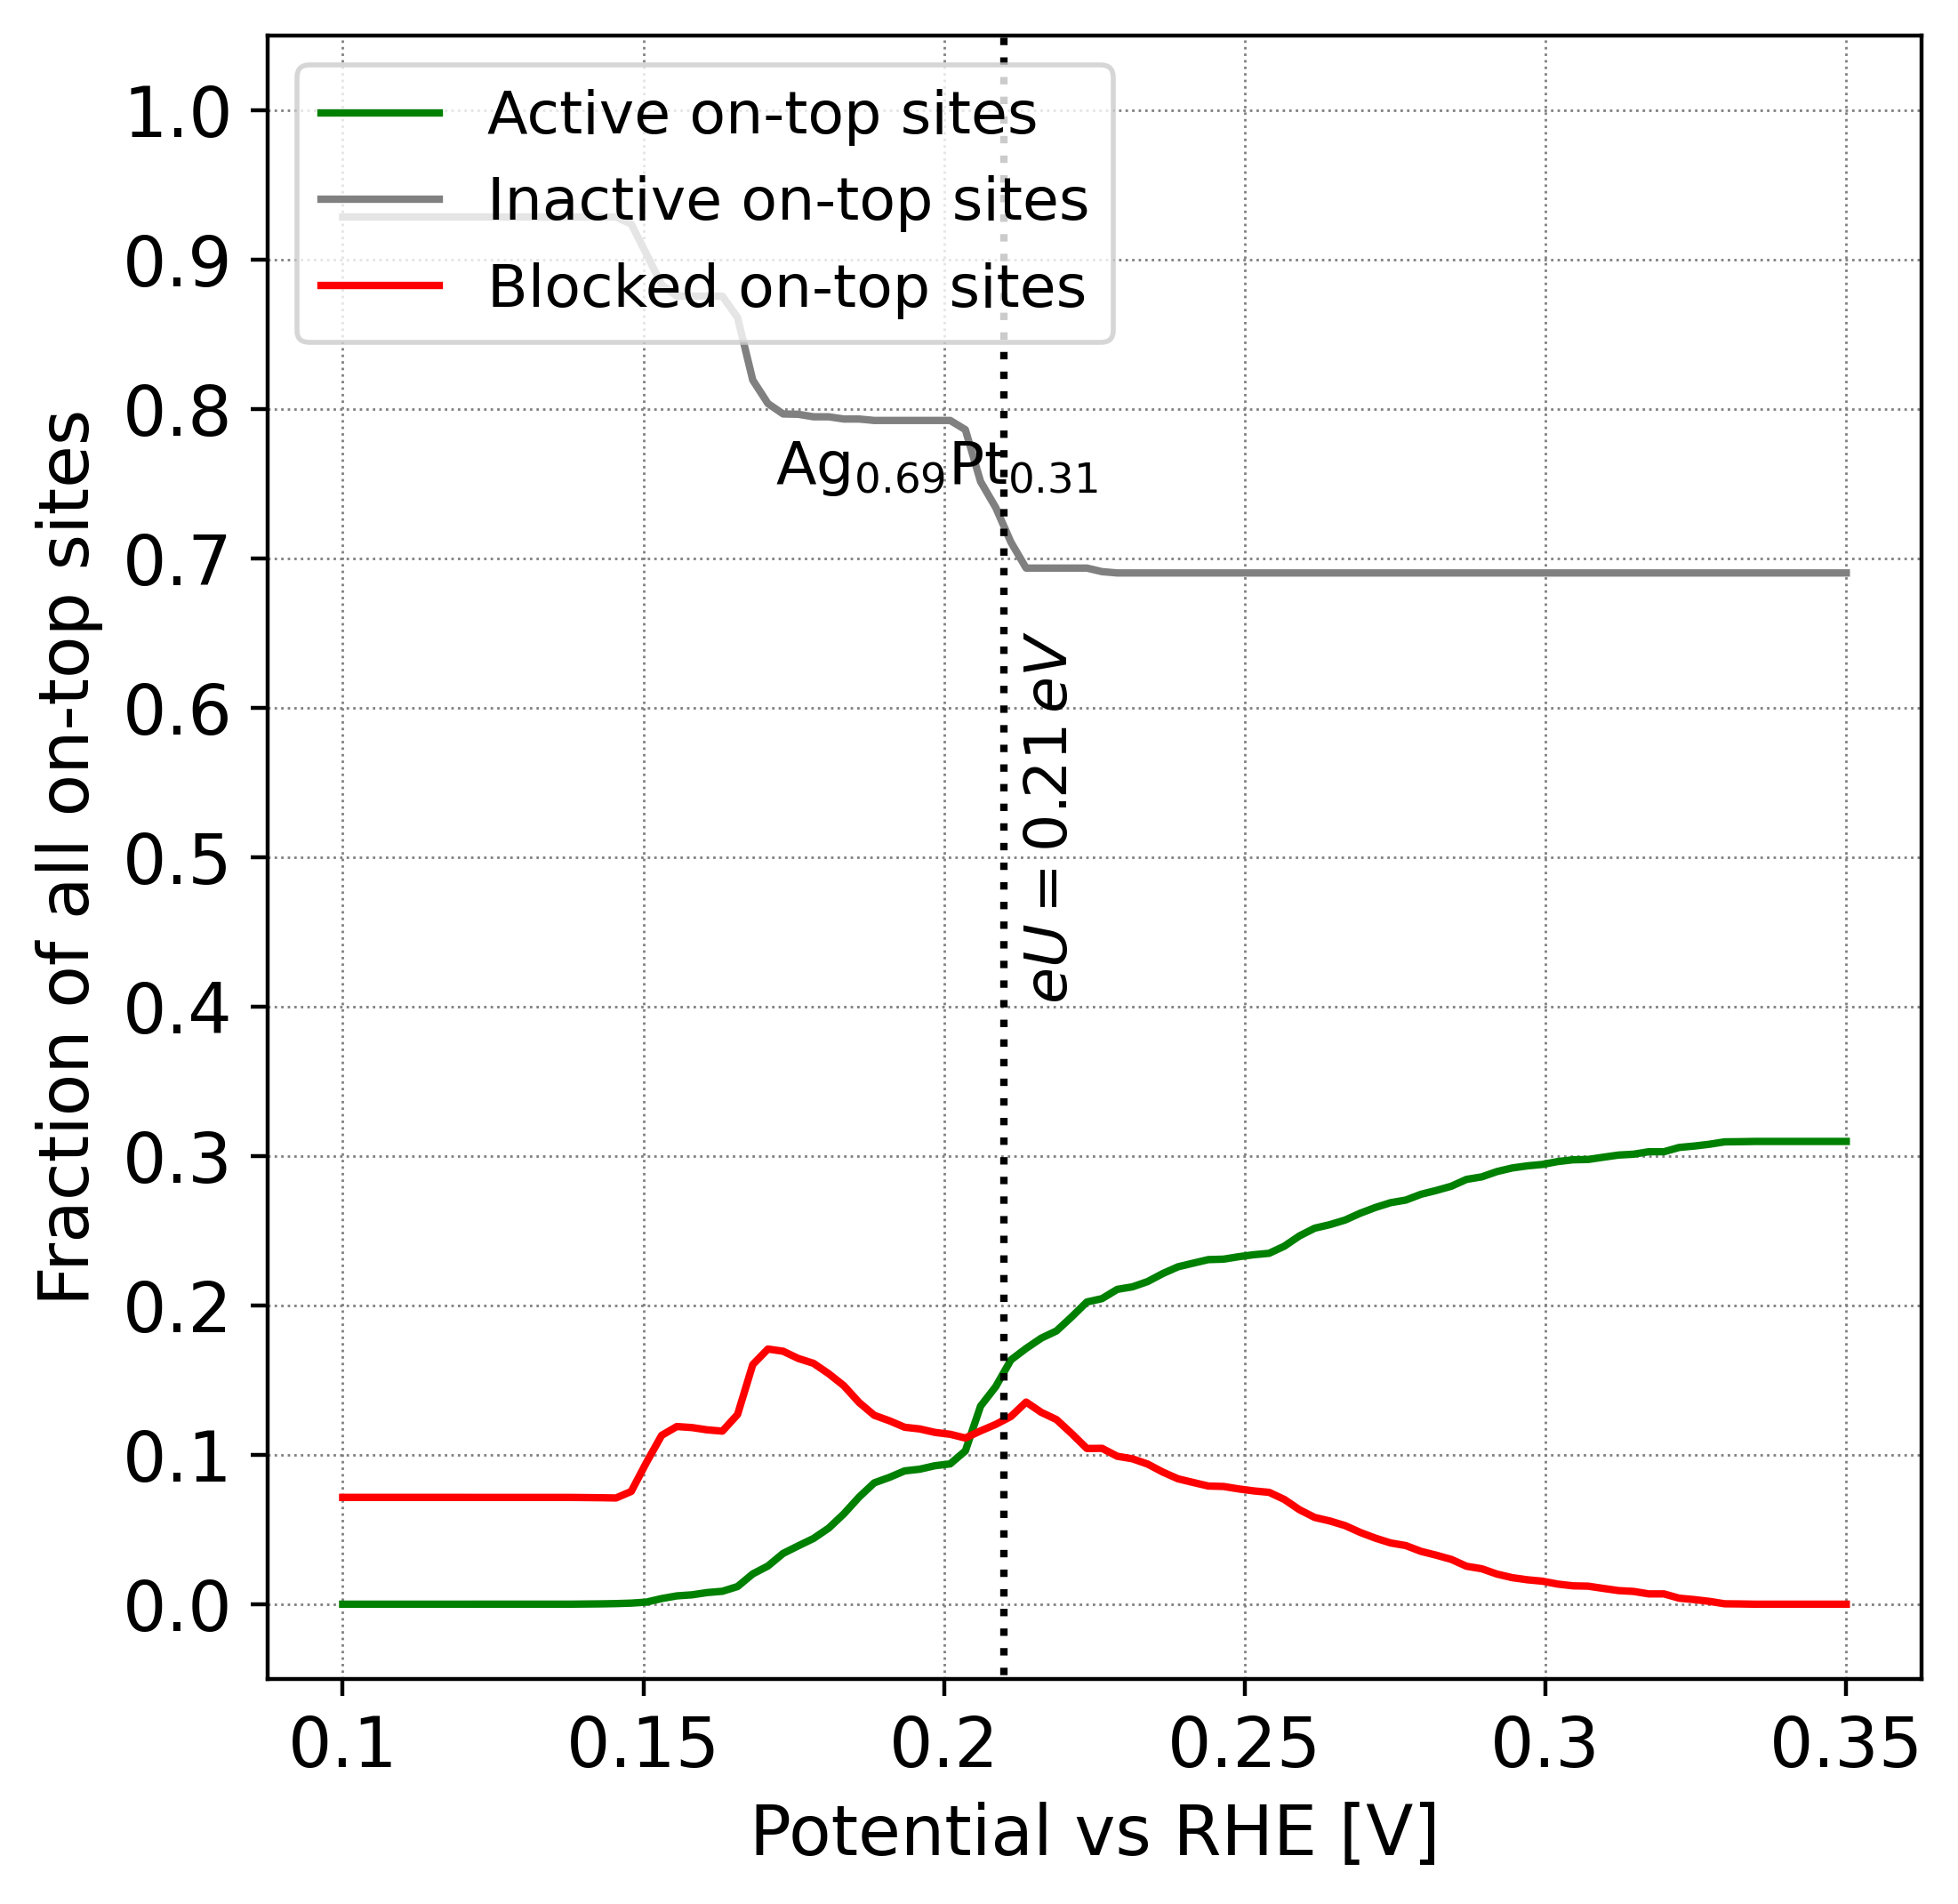 Active on-top sites
Inactive on-top sites
Blocked on-top sites
1.0
0.9
0.8
0.7
0.6
0.5
0.4
0.3
0.2
0.1
0.0
Fraction of all on-top sites
Ag₀.₆₉Pt₀.₃₁
eU = 0.21 eV
0.1 0.15 0.2 0.25 0.3 0.35
Potential vs RHE [V]